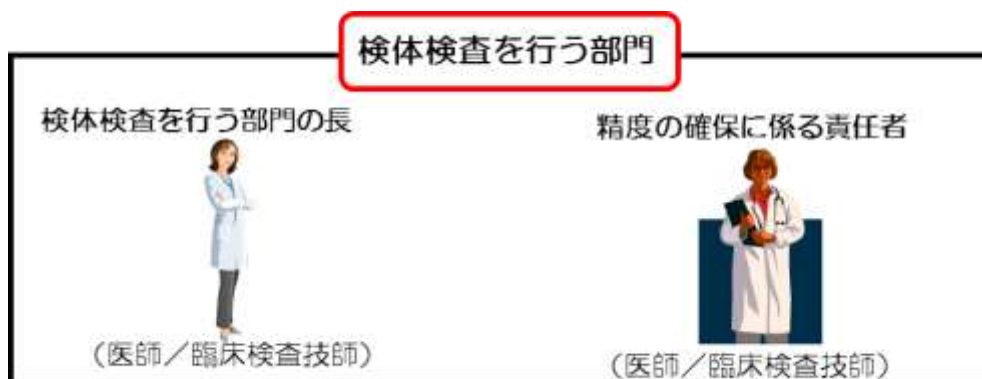 検体検査を行う部門
検体検査を行う部門の長
精度の確保に係る責任者
（医師／臨床検査技師）
（医師／臨床検査技師）